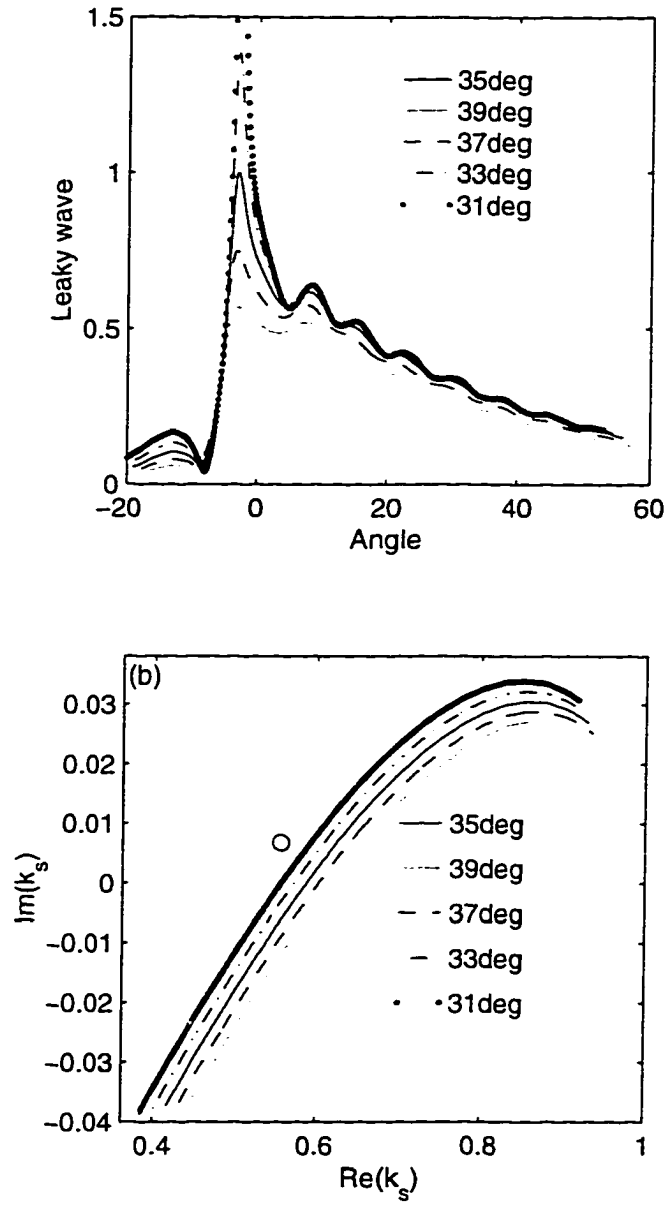 1.5
1
0.5
0
Leaky wave
35deg
39deg
37deg
33deg
31deg
−20
0
20
40
60
Angle
(b)
0.03
0.02
0.01
0
−0.01
−0.02
−0.03
−0.04
Im(k_s)
35deg
39deg
37deg
33deg
31deg
0.4
0.6
0.8
1
Re(k_s)